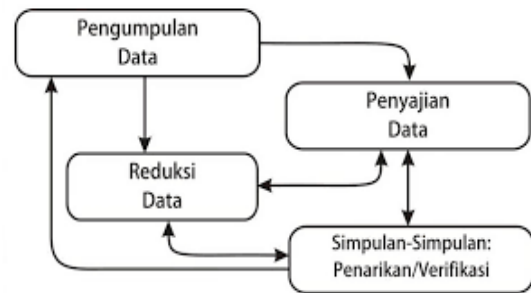 Pengumpulan
Data
Penyajian
Data
Reduksi
Data
Simpulan-Simpulan:
Penarikan/Verifikasi